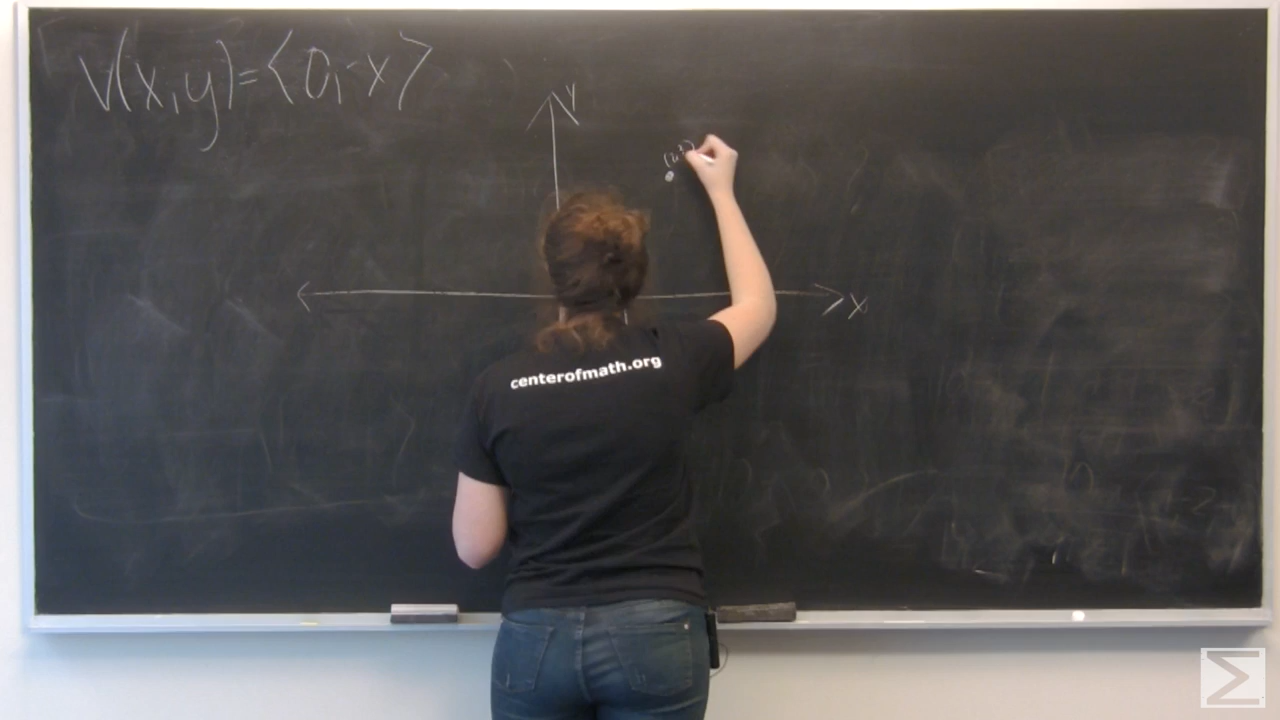 V(x,y)=⟨0,-x⟩
y
x
centerofmath.org
Σ